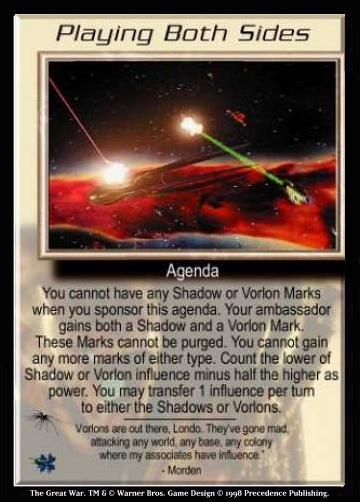 Playing Both Sides
Agenda
You cannot have any Shadow or Vorlon Marks
when you sponsor this agenda. Your ambassador
gains both a Shadow and a Vorlon Mark.
These Marks cannot be purged. You cannot gain
any more marks of either type. Count the lower of
Shadow or Vorlon influence minus half the higher as
power. You may transfer 1 influence per turn
to either the Shadows or Vorlons.
Vorlons are out there, Londo. They've gone mad,
attacking any world, any base, any colony
where my associates have influence."
- Morden
The Great War. TM & © Warner Bros. Game Design © 1998 Precedence Publishing.